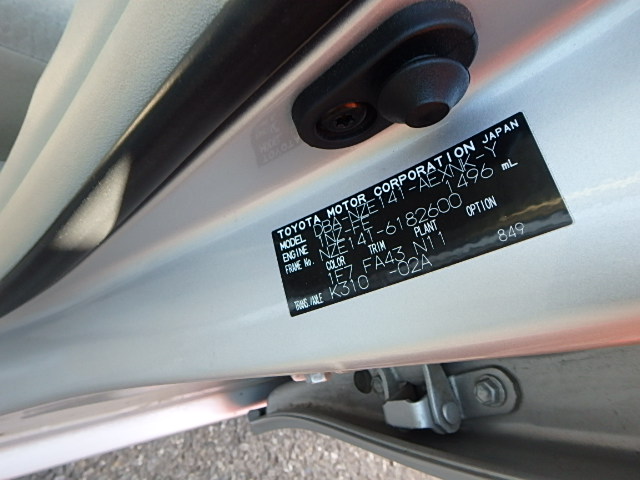 TOYOTA MOTOR CORPORATION JAPAN
MODEL DBA-NZE141-AEXNK-Y
ENGINE 1NZ-FE 1496 mL
FRAME No. NZE141-6182600
COLOR TRIM PLANT OPTION
1F7 FA43 N11 849
TRANS./AXLE K310 -02A